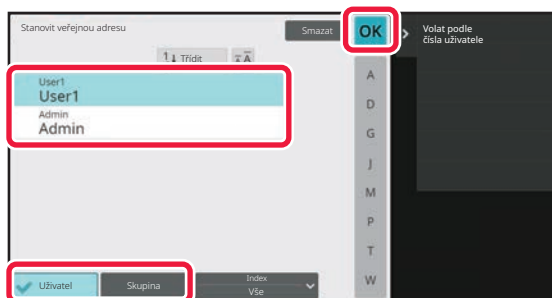 Stanovit veřejnou adresu
Smazat
OK
Volat podle
čísla uživatele
Třídit
User1
User1
Admin
Admin
A
D
G
J
M
P
T
W
Uživatel
Skupina
Index
Vše